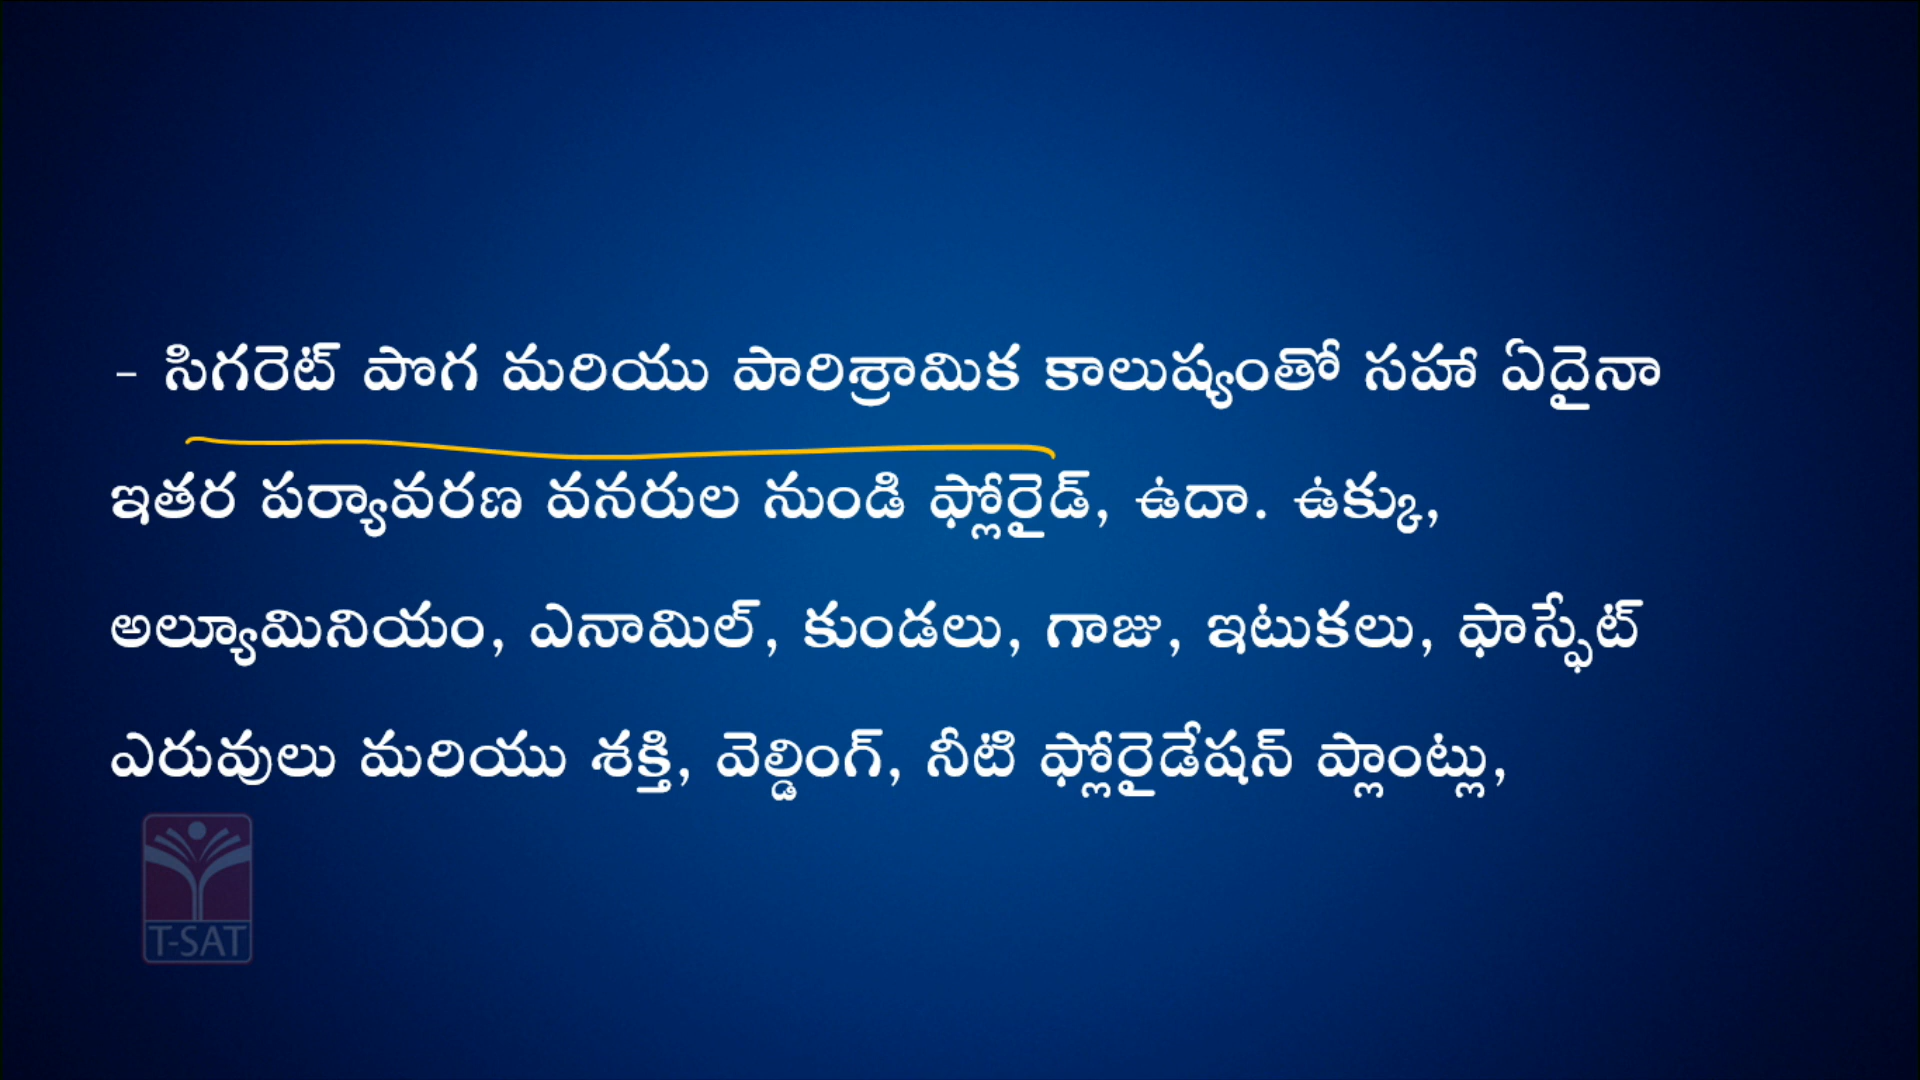 - సిగరెట్ పొగ మరియు పారిశ్రామిక కాలుష్యంతో సహా ఏదైనా
ఇతర పర్యావరణ వనరుల నుండి ఫ్లోరైడ్, ఉదా. ఉక్కు,
అల్యూమినియం, ఎనామిల్, కుండలు, గాజు, ఇటుకలు, ఫాస్ఫేట్
ఎరువులు మరియు శక్తి, వెల్డింగ్, నీటి ఫ్లోరైడేషన్ ప్లాంట్లు,
T-SAT